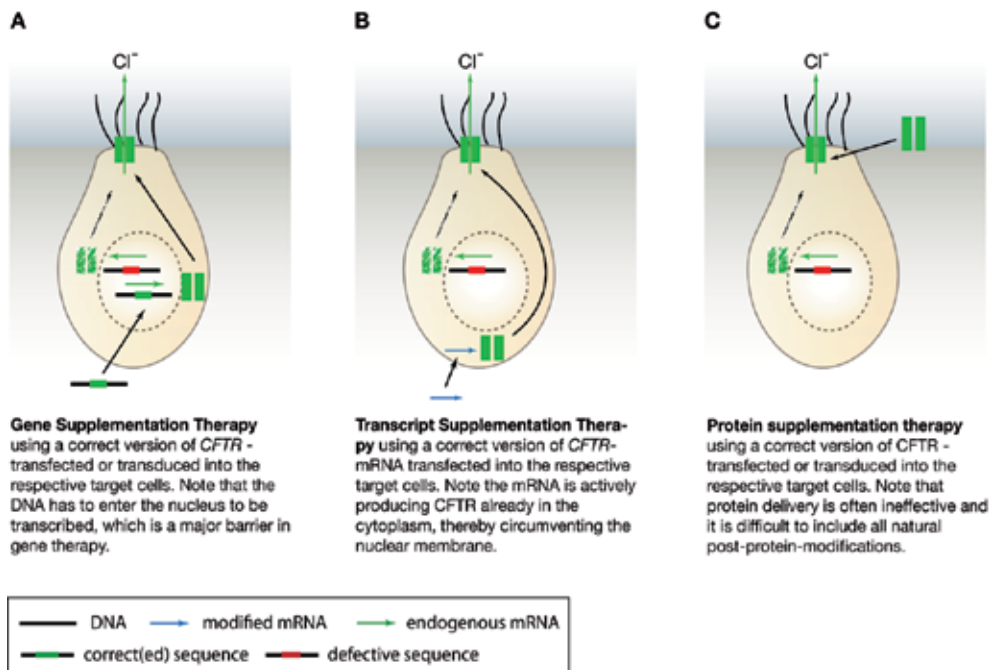 A
B
C
Cl⁻
Cl⁻
Cl⁻
Gene Supplementation Therapy
using a correct version of CFTR -
transfected or transduced into the
respective target cells. Note that the
DNA has to enter the nucleus to be
transcribed, which is a major barrier in
gene therapy.
Transcript Supplementation Thera-
py using a correct version of CFTR-
mRNA transfected into the respective
target cells. Note the mRNA is actively
producing CFTR already in the
cytoplasm, thereby circumventing the
nuclear membrane.
Protein supplementation therapy
using a correct version of CFTR -
transfected or transduced into the
respective target cells. Note that
protein delivery is often ineffective and
it is difficult to include all natural
post-protein-modifications.
DNA
modified mRNA
endogenous mRNA
correct(ed) sequence
defective sequence